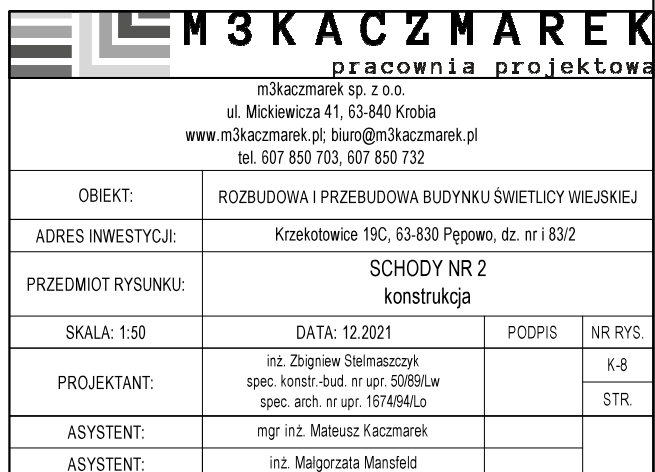 M3KACZMAREK
pracownia projektowa
m3kaczmarek sp. z o.o.
ul. Mickiewicza 41, 63-840 Krobia
www.m3kaczmarek.pl; biuro@m3kaczmarek.pl
tel. 607 850 703, 607 850 732
OBIEKT: ROZBUDOWA I PRZEBUDOWA BUDYNKU ŚWIETLICY WIEJSKIEJ
ADRES INWESTYCJI: Krzekotowice 19C, 63-830 Pępowo, dz. nr i 83/2
PRZEDMIOT RYSUNKU: SCHODY NR 2
konstrukcja
SKALA: 1:50 DATA: 12.2021 PODPIS NR RYS.
PROJEKTANT: inż. Zbigniew Stelmaszczyk
spec. konstr.-bud. nr upr. 50/89/Lw
spec. arch. nr upr. 1674/94/Lo
K-8
STR.
ASYSTENT: mgr inż. Mateusz Kaczmarek
ASYSTENT: inż. Małgorzata Mansfeld